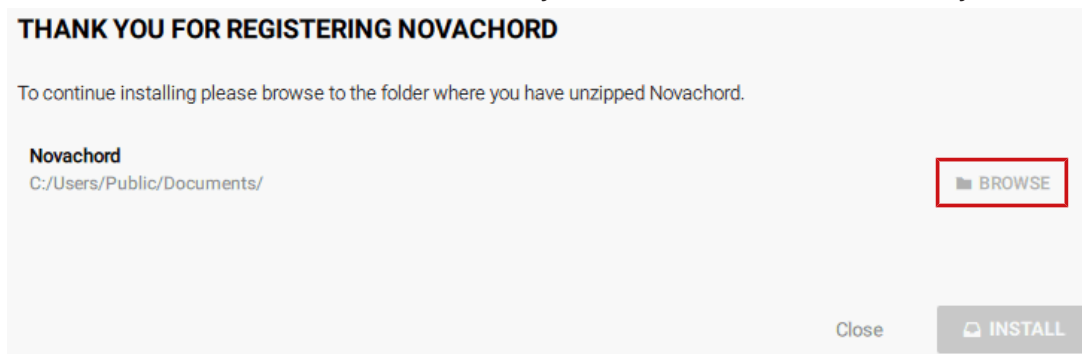 THANK YOU FOR REGISTERING NOVACHORD
To continue installing please browse to the folder where you have unzipped Novachord.
Novachord
C:/Users/Public/Documents/
BROWSE
Close
INSTALL